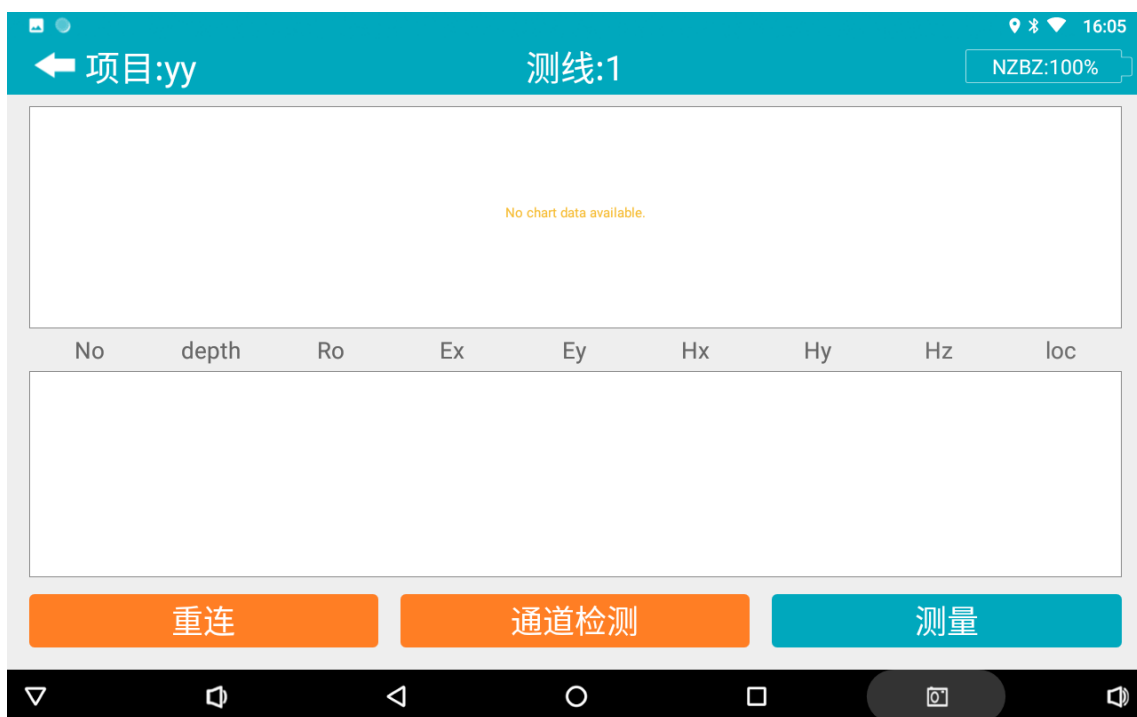 16:05
项目:yy 测线:1 NZBZ:100%
No chart data available.
No depth Ro Ex Ey Hx Hy Hz loc
重连 通道检测 测量